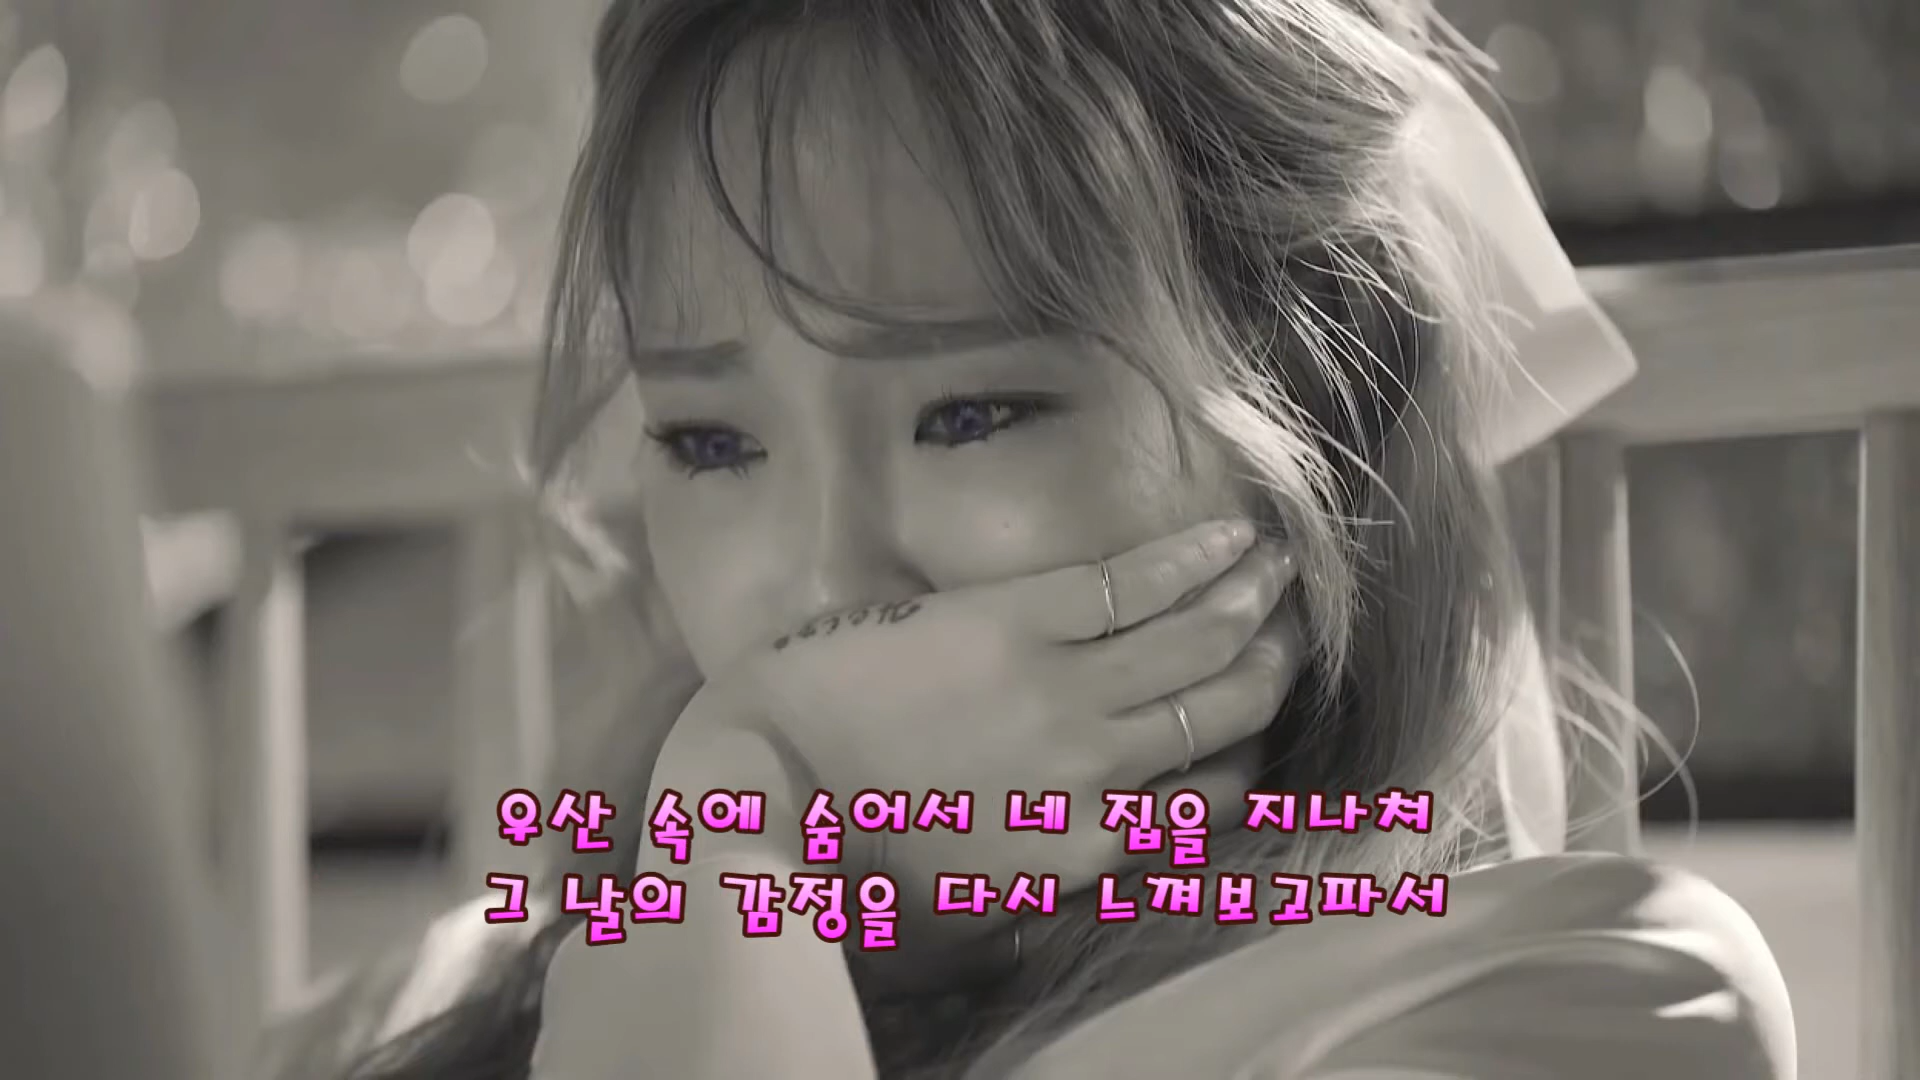 우산 속에 숨어서 네 집을 지나쳐
그 날의 감정을 다시 느껴보고파서